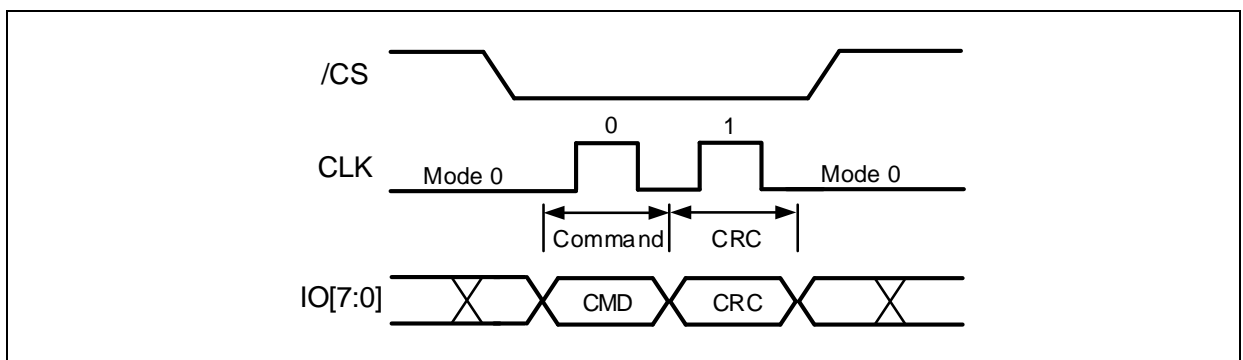 /CS
0 1
CLK Mode 0 Mode 0
Command CRC
IO[7:0] CMD CRC